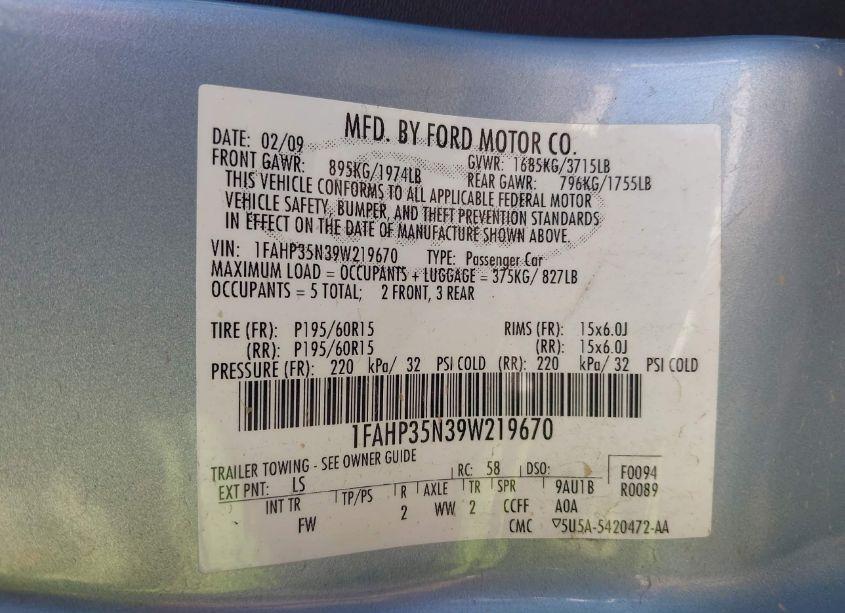 MFD. BY FORD MOTOR CO.
DATE: 02/09 GVWR: 1685KG/3715LB
FRONT GAWR: 895KG/1974LB REAR GAWR: 796KG/1755LB
THIS VEHICLE CONFORMS TO ALL APPLICABLE FEDERAL MOTOR
VEHICLE SAFETY, BUMPER, AND THEFT PREVENTION STANDARDS
IN EFFECT ON THE DATE OF MANUFACTURE SHOWN ABOVE.
VIN: 1FAHP35N39W219670 TYPE: Passenger Car
MAXIMUM LOAD = OCCUPANTS + LUGGAGE = 375KG/ 827LB
OCCUPANTS = 5 TOTAL; 2 FRONT, 3 REAR
TIRE (FR): P195/60R15 RIMS (FR): 15x6.0J
(RR): P195/60R15 (RR): 15x6.0J
PRESSURE (FR): 220 kPa/ 32 PSI COLD (RR): 220 kPa/ 32 PSI COLD
1FAHP35N39W219670
TRAILER TOWING - SEE OWNER GUIDE
EXT PNT: LS RC: 58 DSO: F0094
INT TR TP/PS R AXLE TR SPR 9AU1B R0089
FW 2 WW 2 CCFF A0A
CMC ▽5U5A-5420472-AA